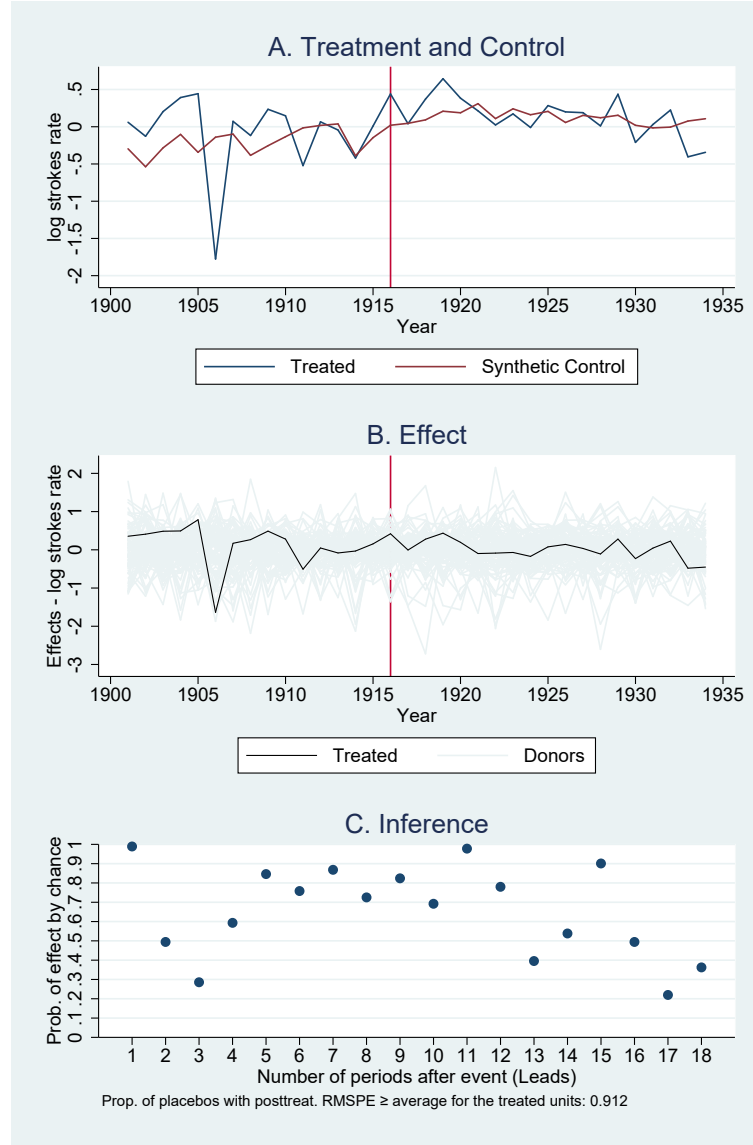 A. Treatment and Control
log strokes rate
.5
0
-.5
-1
-1.5
-2
1900 1905 1910 1915 1920 1925 1930 1935
Year
Treated Synthetic Control
B. Effect
Effects - log strokes rate
2
1
0
-1
-2
-3
1900 1905 1910 1915 1920 1925 1930 1935
Year
Treated Donors
C. Inference
Prob. of effect by chance
1
.9
.8
.7
.6
.5
.4
.3
.2
.1
0
1 2 3 4 5 6 7 8 9 10 11 12 13 14 15 16 17 18
Number of periods after event (Leads)
Prop. of placebos with posttreat. RMSPE ≥ average for the treated units: 0.912